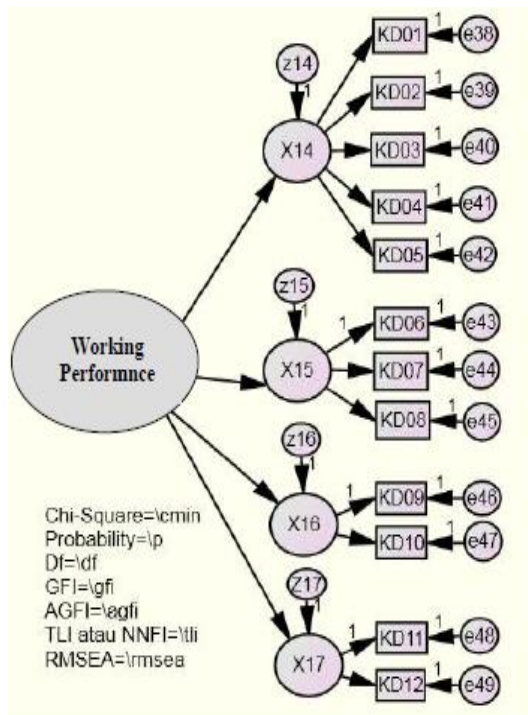 KD01
1
e38
z14
1
KD02
1
e39
X14
KD03
1
e40
KD04
1
e41
KD05
1
e42
z15
1
1
KD06
1
e43
Working
Performnce
X15
KD07
1
e44
KD08
1
e45
z16
1
1
KD09
1
e46
X16
KD10
1
e47
Chi-Square=\cmin
Probability=\p
Df=\df
GFI=\gfi
AGFI=\agfi
TLI atau NNFI=\tli
RMSEA=\rmsea
Z17
1
1
KD11
1
e48
X17
KD12
1
e49